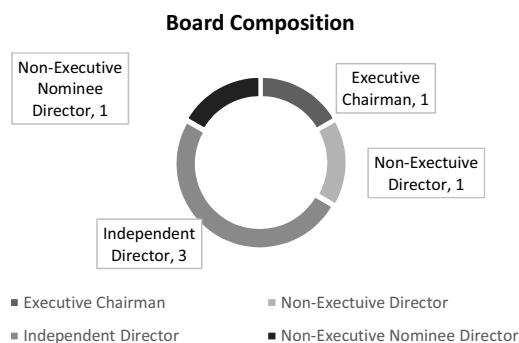 Board Composition
Non-Executive
Nominee
Director, 1
Executive
Chairman, 1
Non-Exectuive
Director, 1
Independent
Director, 3
Executive Chairman
Non-Exectuive Director
Independent Director
Non-Executive Nominee Director